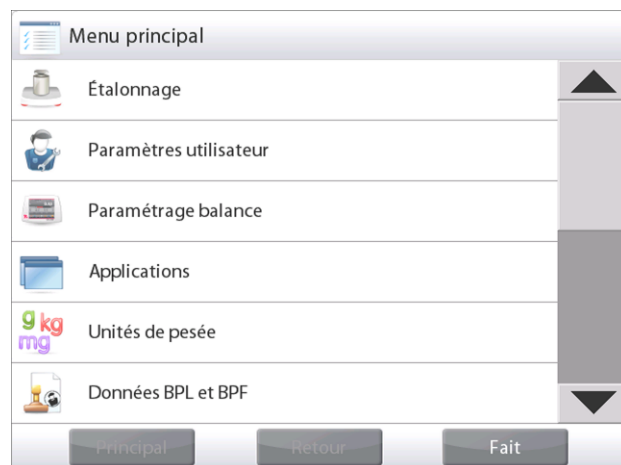 Menu principal
Étalonnage
Paramètres utilisateur
Paramétrage balance
Applications
g kg
mg
Unités de pesée
Données BPL et BPF
Principal Retour Fait